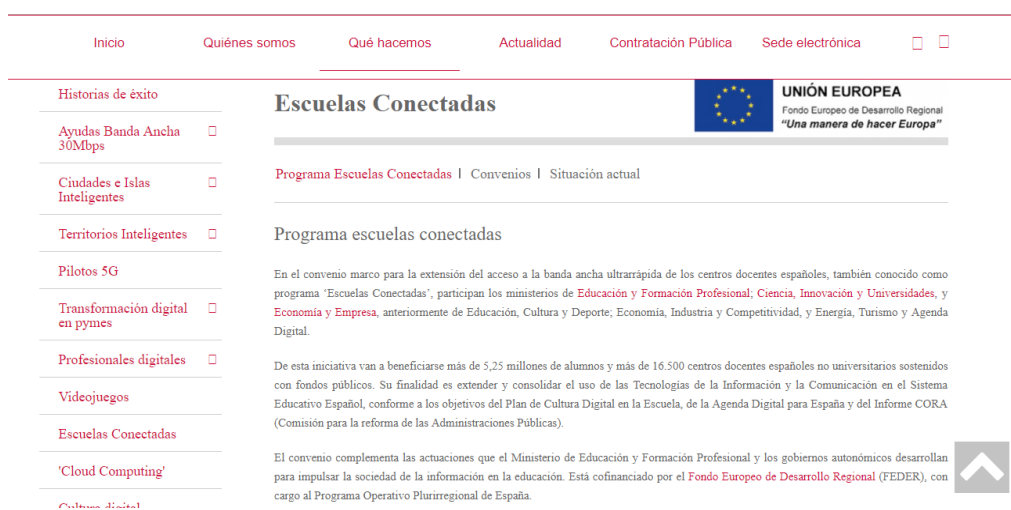 Inicio Quiénes somos Qué hacemos Actualidad Contratación Pública Sede electrónica
Historias de éxito
Ayudas Banda Ancha
30Mbps
Ciudades e Islas
Inteligentes
Territorios Inteligentes
Pilotos 5G
Transformación digital
en pymes
Profesionales digitales
Videojuegos
Escuelas Conectadas
'Cloud Computing'
Cultura digital
Escuelas Conectadas
UNIÓN EUROPEA
Fondo Europeo de Desarrollo Regional
"Una manera de hacer Europa"
Programa Escuelas Conectadas | Convenios | Situación actual
Programa escuelas conectadas
En el convenio marco para la extensión del acceso a la banda ancha ultrarrápida de los centros docentes españoles, también conocido como
programa ‘Escuelas Conectadas’, participan los ministerios de Educación y Formación Profesional; Ciencia, Innovación y Universidades, y
Economía y Empresa, anteriormente de Educación, Cultura y Deporte; Economía, Industria y Competitividad, y Energía, Turismo y Agenda
Digital.
De esta iniciativa van a beneficiarse más de 5,25 millones de alumnos y más de 16.500 centros docentes españoles no universitarios sostenidos
con fondos públicos. Su finalidad es extender y consolidar el uso de las Tecnologías de la Información y la Comunicación en el Sistema
Educativo Español, conforme a los objetivos del Plan de Cultura Digital en la Escuela, de la Agenda Digital para España y del Informe CORA
(Comisión para la reforma de las Administraciones Públicas).
El convenio complementa las actuaciones que el Ministerio de Educación y Formación Profesional y los gobiernos autonómicos desarrollan
para impulsar la sociedad de la información en la educación. Está cofinanciado por el Fondo Europeo de Desarrollo Regional (FEDER), con
cargo al Programa Operativo Plurirregional de España.